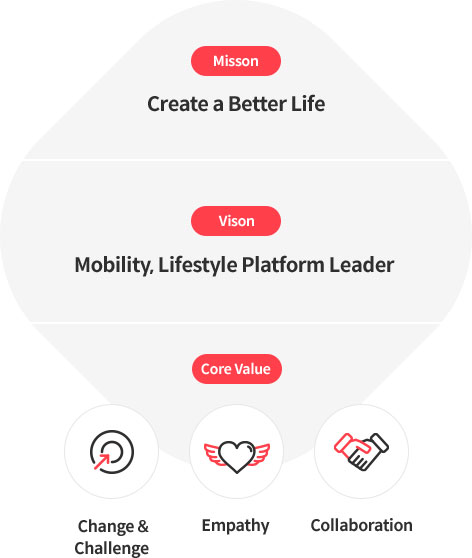 Misson
Create a Better Life
Vison
Mobility, Lifestyle Platform Leader
Core Value
Change &
Challenge
Empathy
Collaboration